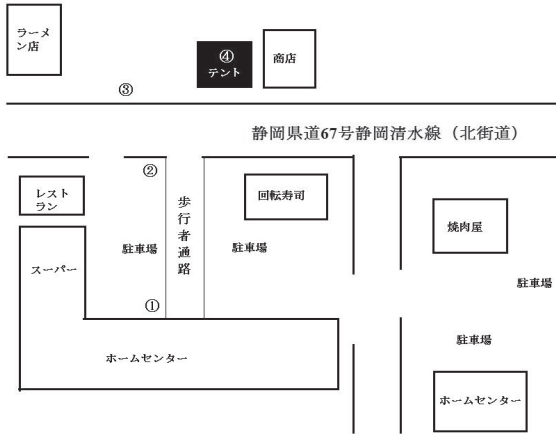 ラーメ
ン店
④
テント
商店
③
静岡県道67号静岡清水線（北街道）
②
レスト
ラン
歩行者通路
回転寿司
焼肉屋
スーパー
駐車場
駐車場
駐車場
①
駐車場
ホームセンター
ホームセンター